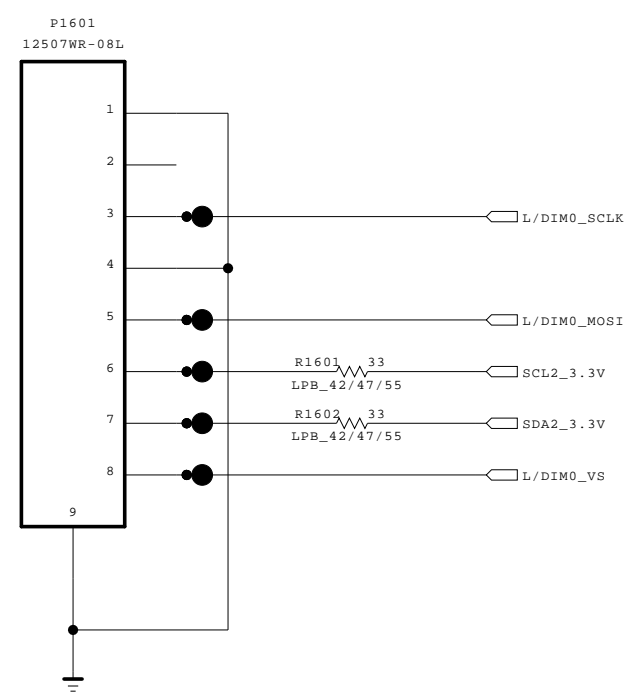 P1601
12507WR-08L
1
2
3
L/DIM0_SCLK
4
5
L/DIM0_MOSI
6
R1601 33
LPB_42/47/55
SCL2_3.3V
7
R1602 33
LPB_42/47/55
SDA2_3.3V
8
L/DIM0_VS
9